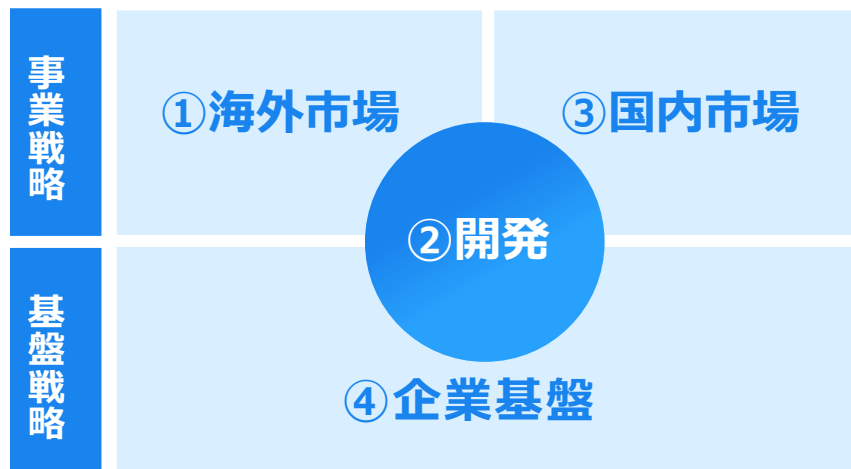 事業戦略
①海外市場
③国内市場
②開発
基盤戦略
④企業基盤